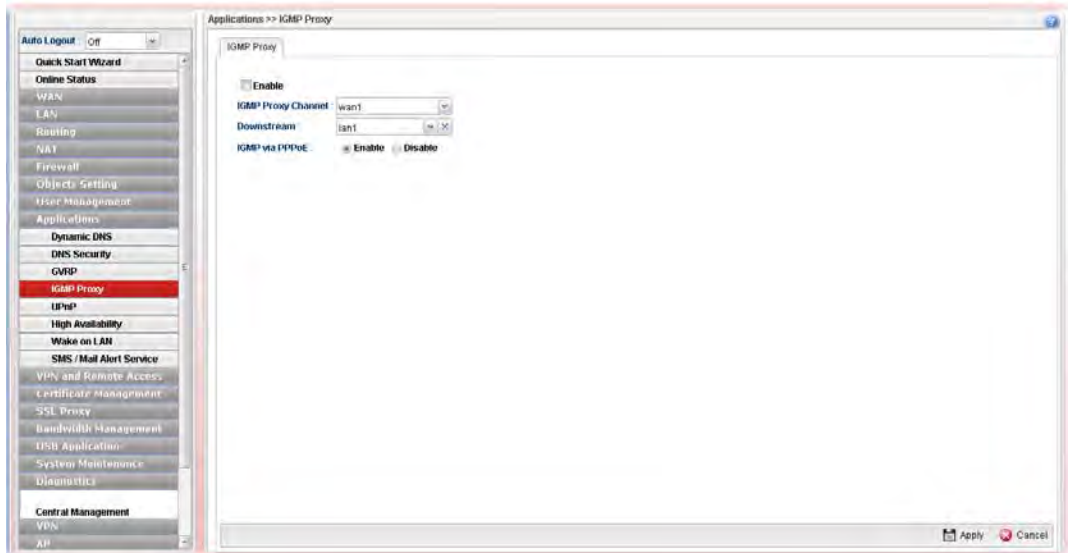 Applications >> IGMP Proxy
Auto Logout : Off
Quick Start Wizard
Online Status
WAN
LAN
Routing
NAT
Firewall
Objects Setting
User Management
Applications
Dynamic DNS
DNS Security
GVRP
IGMP Proxy
UPnP
High Availability
Wake on LAN
SMS / Mail Alert Service
VPN and Remote Access
Certificate Management
SSL Proxy
Bandwidth Management
USB Application
System Maintenance
Diagnostics
Central Management
VPN
AP
IGMP Proxy
Enable
IGMP Proxy Channel : wan1
Downstream : lan1
IGMP via PPPoE : Enable Disable
Apply Cancel